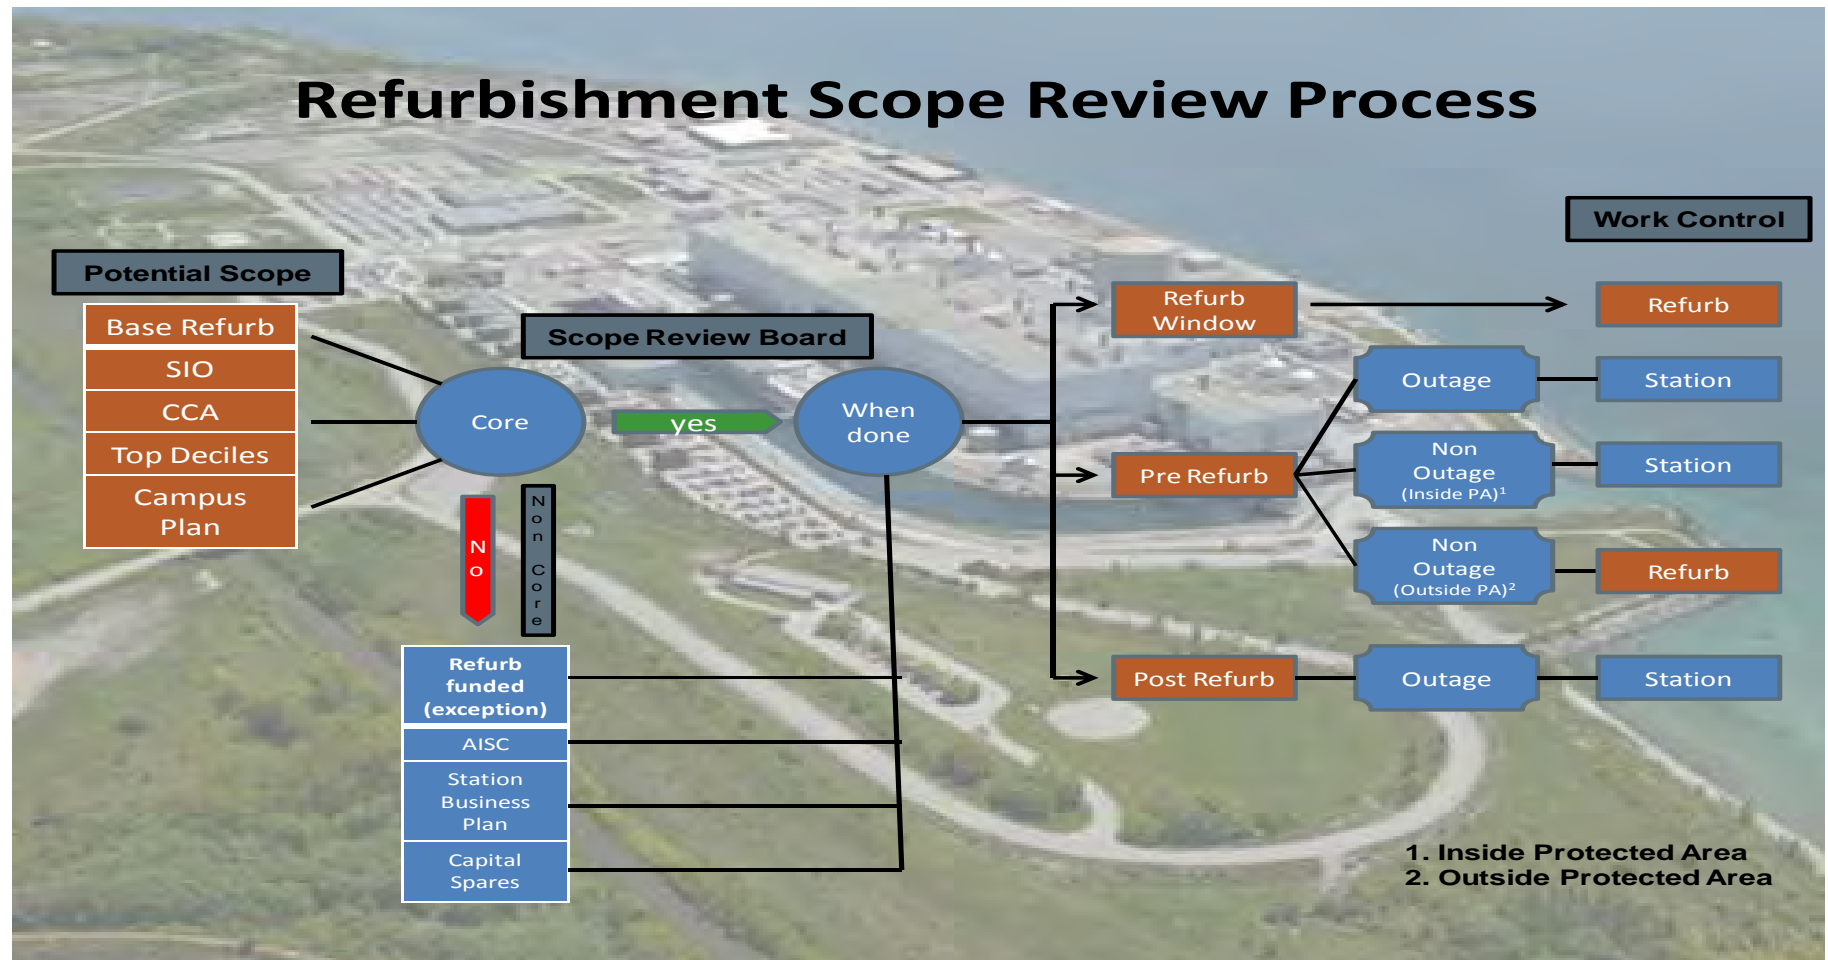 Refurbishment Scope Review Process
Work Control
Potential Scope
Base Refurb
SIO
CCA
Top Deciles
Campus
Plan
Scope Review Board
Core
yes
When
done
No
Non Core
Refurb
funded
(exception)
AISC
Station
Business
Plan
Capital
Spares
Refurb
Window
Refurb
Pre Refurb
Outage
Station
Non
Outage
(Inside PA)¹
Station
Non
Outage
(Outside PA)²
Refurb
Post Refurb
Outage
Station
1. Inside Protected Area
2. Outside Protected Area